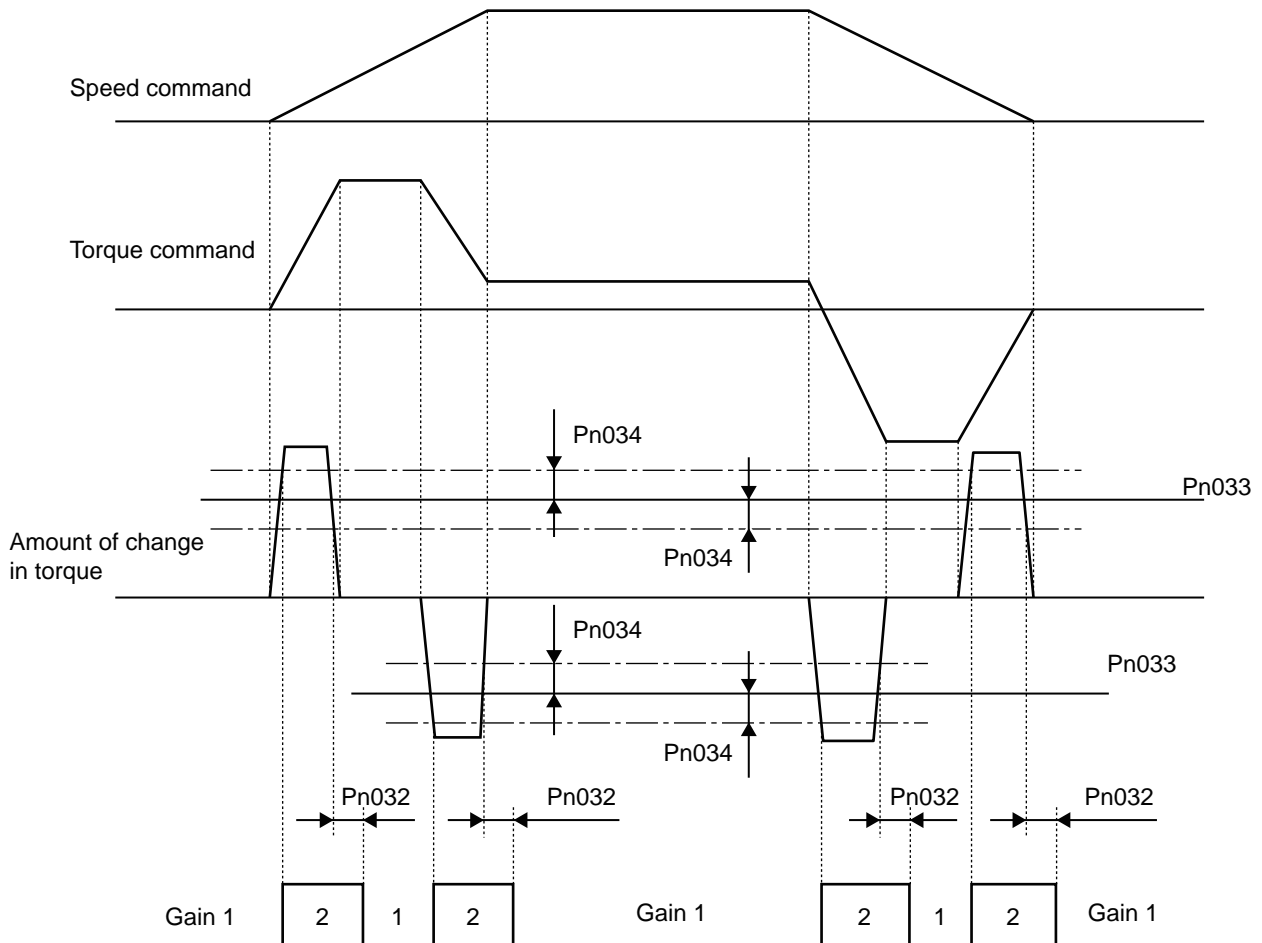 Speed command
Torque command
Pn034
Pn033
Pn034
Amount of change
in torque
Pn034
Pn033
Pn034
Pn032
Pn032
Pn032
Pn032
Gain 1
2
1
2
Gain 1
2
1
2
Gain 1